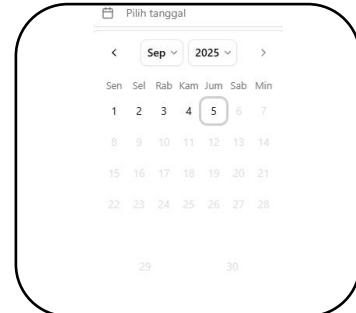 Pilih tanggal
Sep 2025
Sen Sel Rab Kam Jum Sab Min
1 2 3 4 5 6 7
8 9 10 11 12 13 14
15 16 17 18 19 20 21
22 23 24 25 26 27 28
29 30